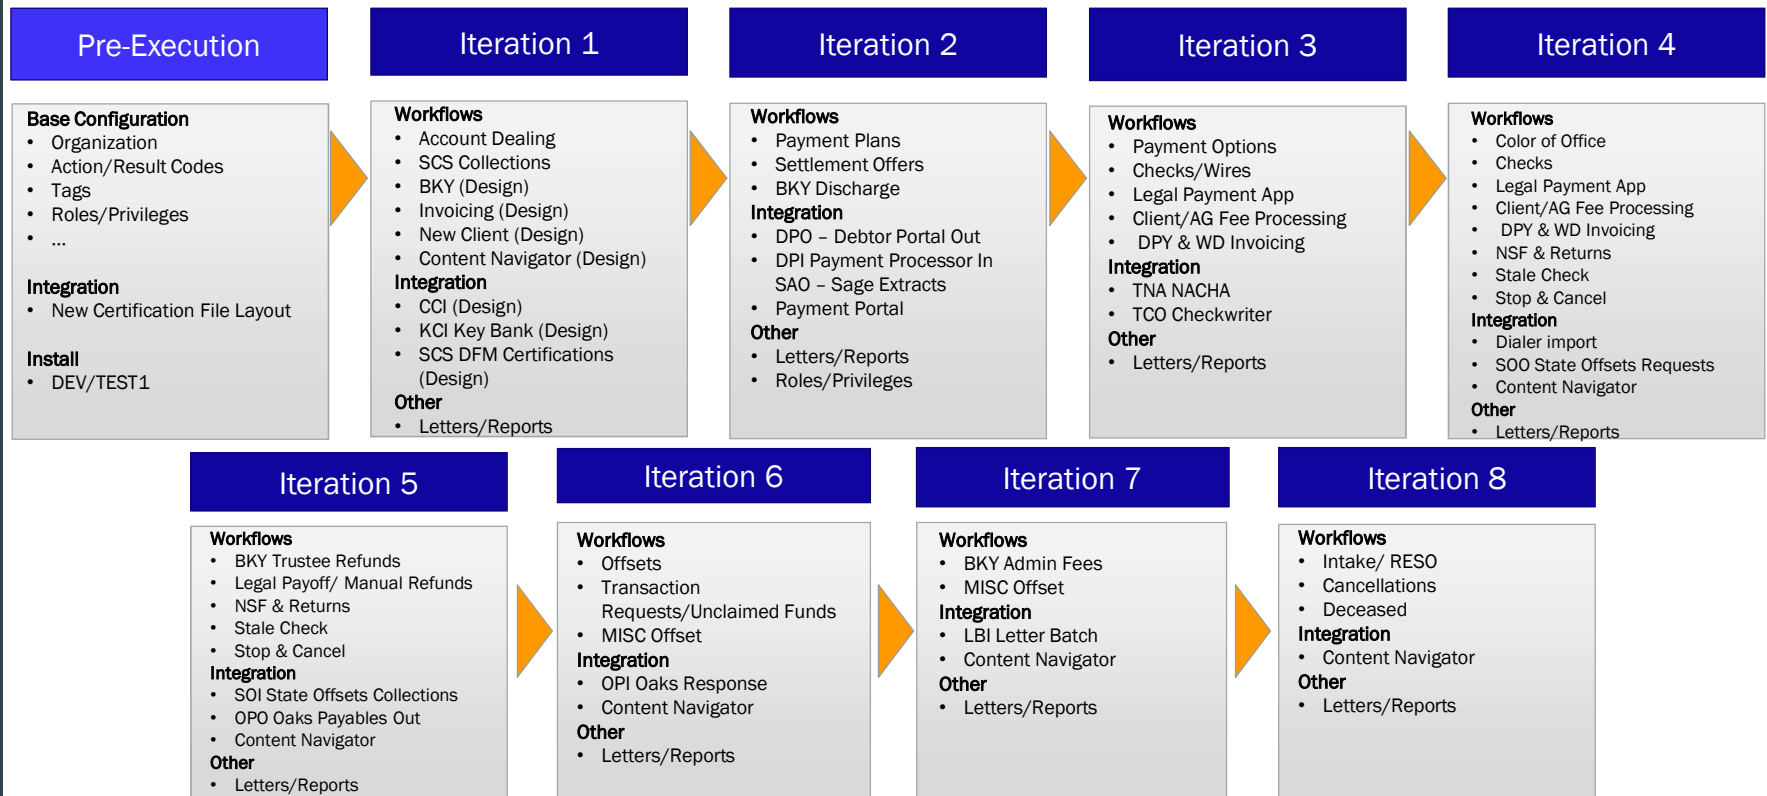 Pre-Execution
Base Configuration
• Organization
• Action/Result Codes
• Tags
• Roles/Privileges
• ...
Integration
• New Certification File Layout
Install
• DEV/TEST1
Iteration 1
Workflows
• Account Dealing
• SCS Collections
• BKY (Design)
• Invoicing (Design)
• New Client (Design)
• Content Navigator (Design)
Integration
• CCI (Design)
• KCI Key Bank (Design)
• SCS DFM Certifications
(Design)
Other
• Letters/Reports
Iteration 2
Workflows
• Payment Plans
• Settlement Offers
• BKY Discharge
Integration
• DPO – Debtor Portal Out
• DPI Payment Processor In
SAO – Sage Extracts
• Payment Portal
Other
• Letters/Reports
• Roles/Privileges
Iteration 3
Workflows
• Payment Options
• Checks/Wires
• Legal Payment App
• Client/AG Fee Processing
• DPY & WD Invoicing
Integration
• TNA NACHA
• TCO Checkwriter
Other
• Letters/Reports
Iteration 4
Workflows
• Color of Office
• Checks
• Legal Payment App
• Client/AG Fee Processing
• DPY & WD Invoicing
• NSF & Returns
• Stale Check
• Stop & Cancel
Integration
• Dialer import
• SOO State Offsets Requests
• Content Navigator
Other
• Letters/Reports
Iteration 5
Workflows
• BKY Trustee Refunds
• Legal Payoff/ Manual Refunds
• NSF & Returns
• Stale Check
• Stop & Cancel
Integration
• SOI State Offsets Collections
• OPO Oaks Payables Out
• Content Navigator
Other
• Letters/Reports
Iteration 6
Workflows
• Offsets
• Transaction
Requests/Unclaimed Funds
• MISC Offset
Integration
• OPI Oaks Response
• Content Navigator
Other
• Letters/Reports
Iteration 7
Workflows
• BKY Admin Fees
• MISC Offset
Integration
• LBI Letter Batch
• Content Navigator
Other
• Letters/Reports
Iteration 8
Workflows
• Intake/ RESO
• Cancellations
• Deceased
Integration
• Content Navigator
Other
• Letters/Reports